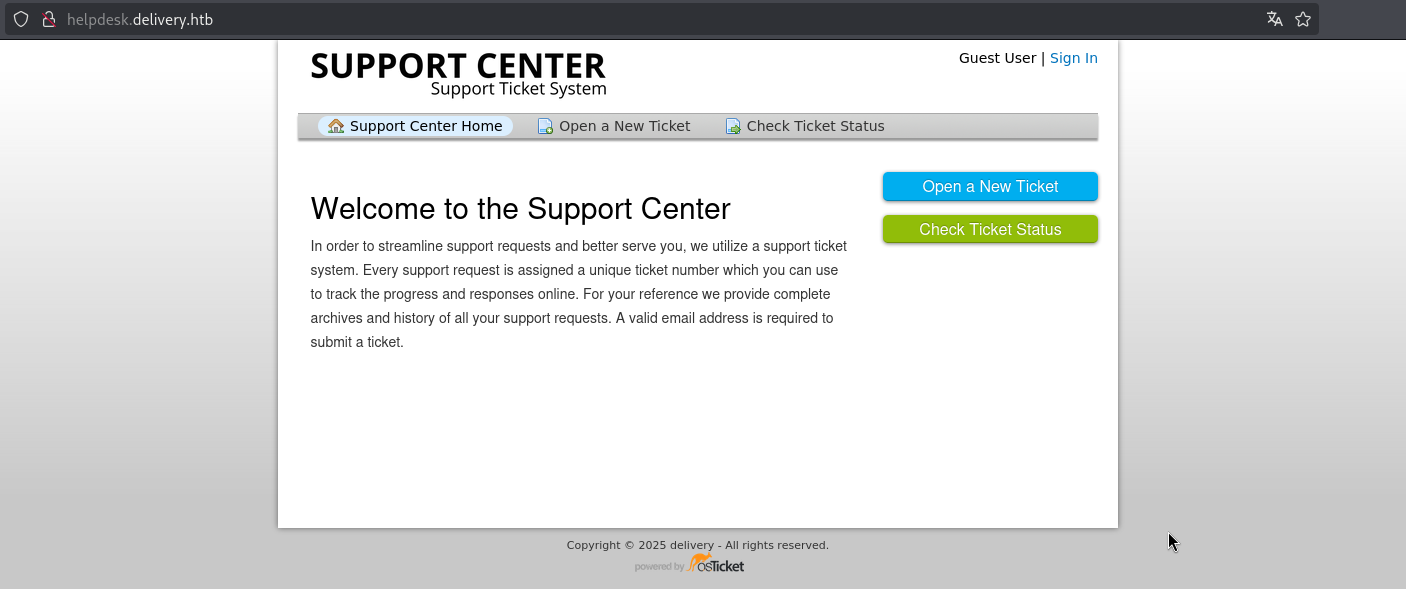 helpdesk.delivery.htb
SUPPORT CENTER
Support Ticket System
Guest User | Sign In
Support Center Home
Open a New Ticket
Check Ticket Status
Open a New Ticket
Check Ticket Status
Welcome to the Support Center
In order to streamline support requests and better serve you, we utilize a support ticket
system. Every support request is assigned a unique ticket number which you can use
to track the progress and responses online. For your reference we provide complete
archives and history of all your support requests. A valid email address is required to
submit a ticket.
Copyright © 2025 delivery - All rights reserved.
powered by osTicket